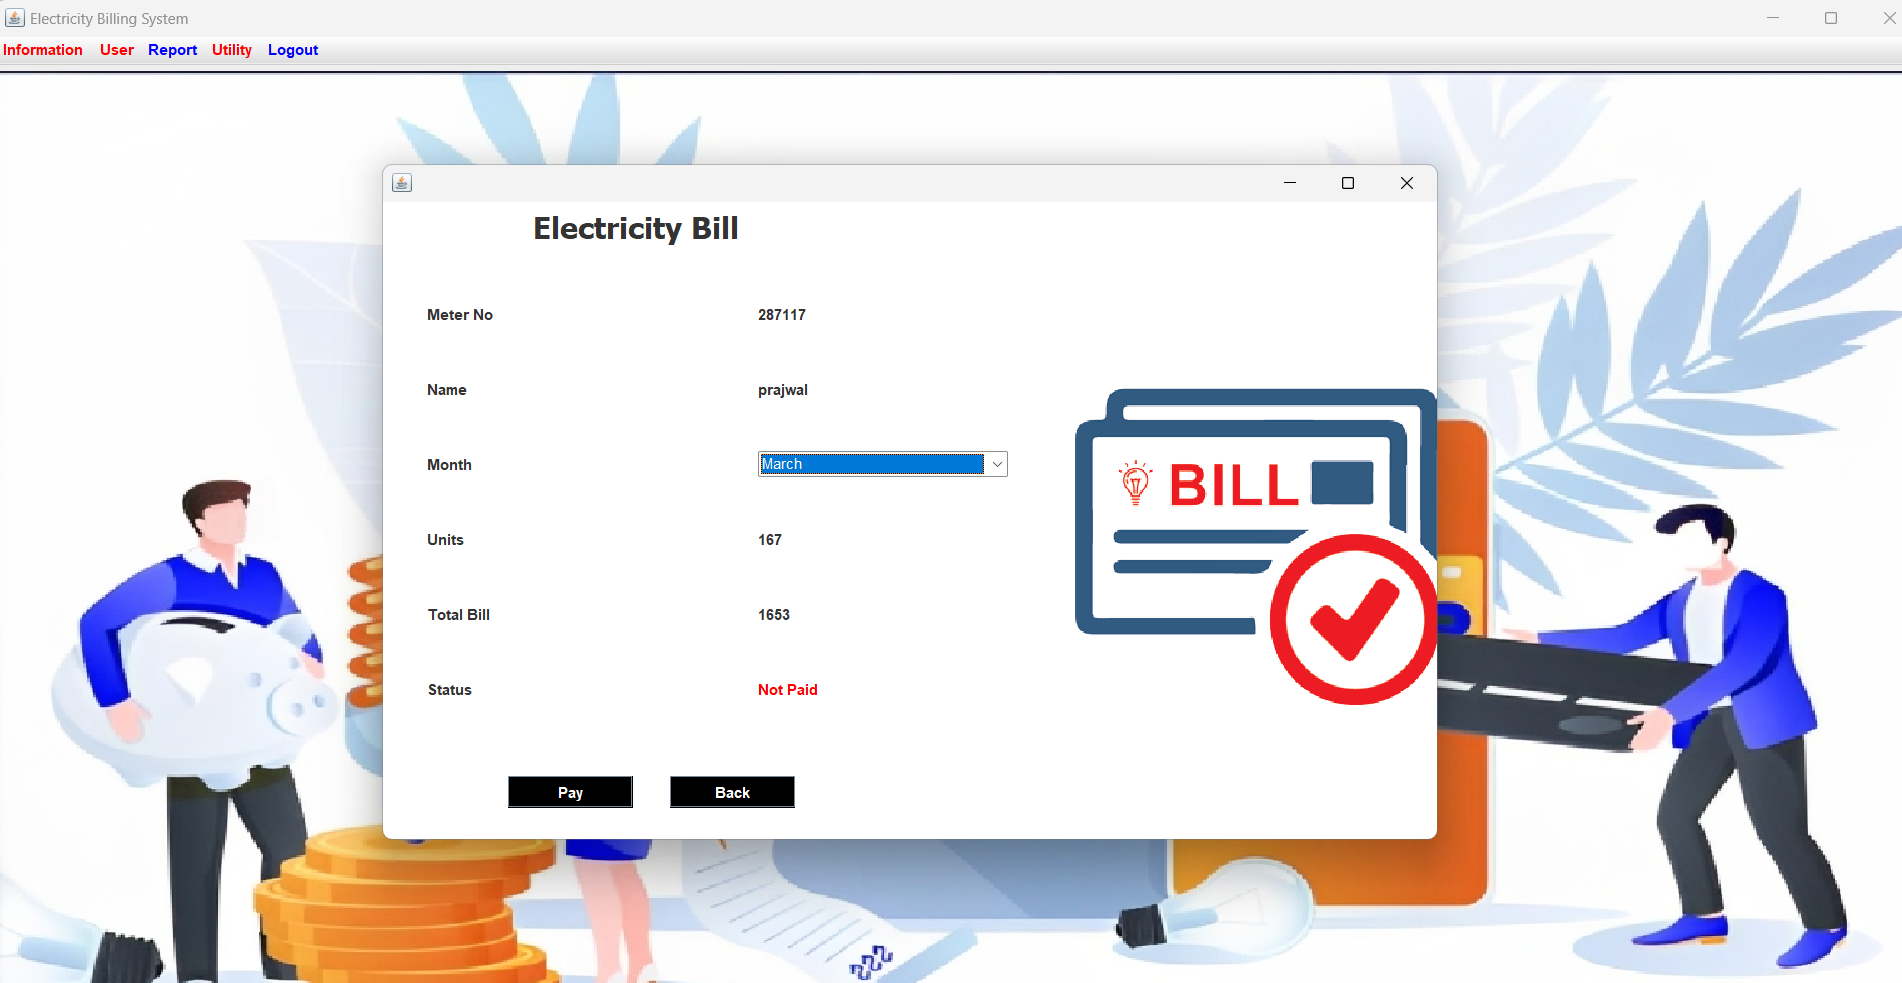 Electricity Billing System
Information User Report Utility Logout
Electricity Bill
Meter No 287117
Name prajwal
Month March
Units 167
Total Bill 1653
Status Not Paid
Pay Back
BILL